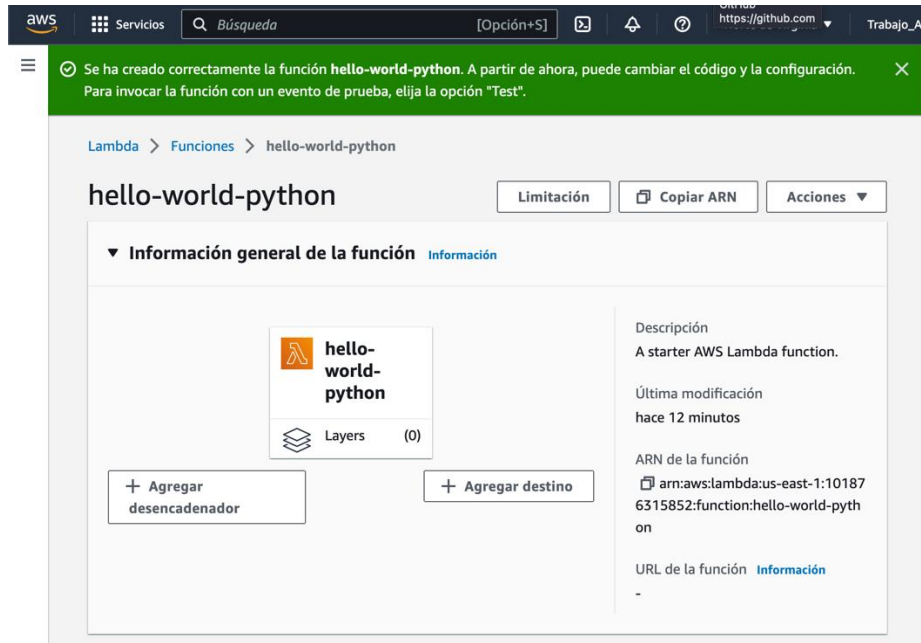 aws
Servicios
Búsqueda
[Opción+S]
https://github.com
Trabajo_A
Se ha creado correctamente la función hello-world-python. A partir de ahora, puede cambiar el código y la configuración.
Para invocar la función con un evento de prueba, elija la opción "Test".
Lambda > Funciones > hello-world-python
hello-world-python
Limitación
Copiar ARN
Acciones
Información general de la función Información
hello-
world-
python
Layers (0)
+ Agregar
desencadenador
+ Agregar destino
Descripción
A starter AWS Lambda function.
Última modificación
hace 12 minutos
ARN de la función
arn:aws:lambda:us-east-1:10187
6315852:function:hello-world-pyth
on
URL de la función Información
-